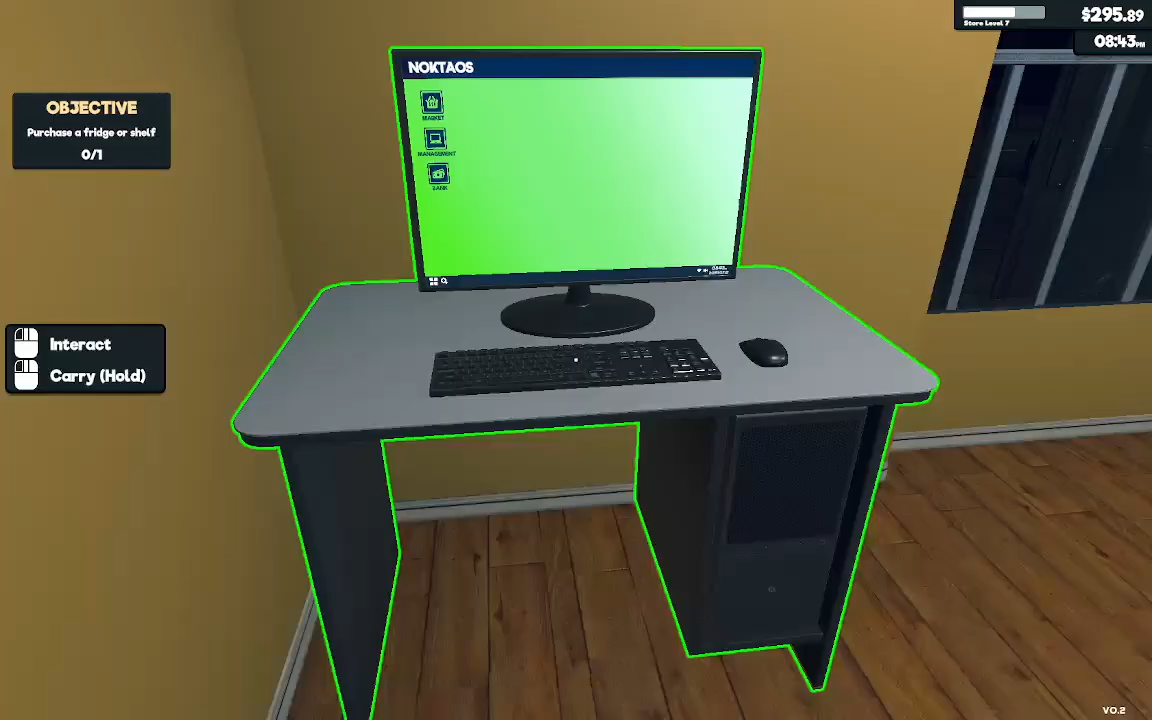 Store Level 7
$295.89
08:43PM
OBJECTIVE
Purchase a fridge or shelf
0/1
NOKTAOS
MARKET
MANAGEMENT
BANK
Interact
Carry (Hold)
V0.2